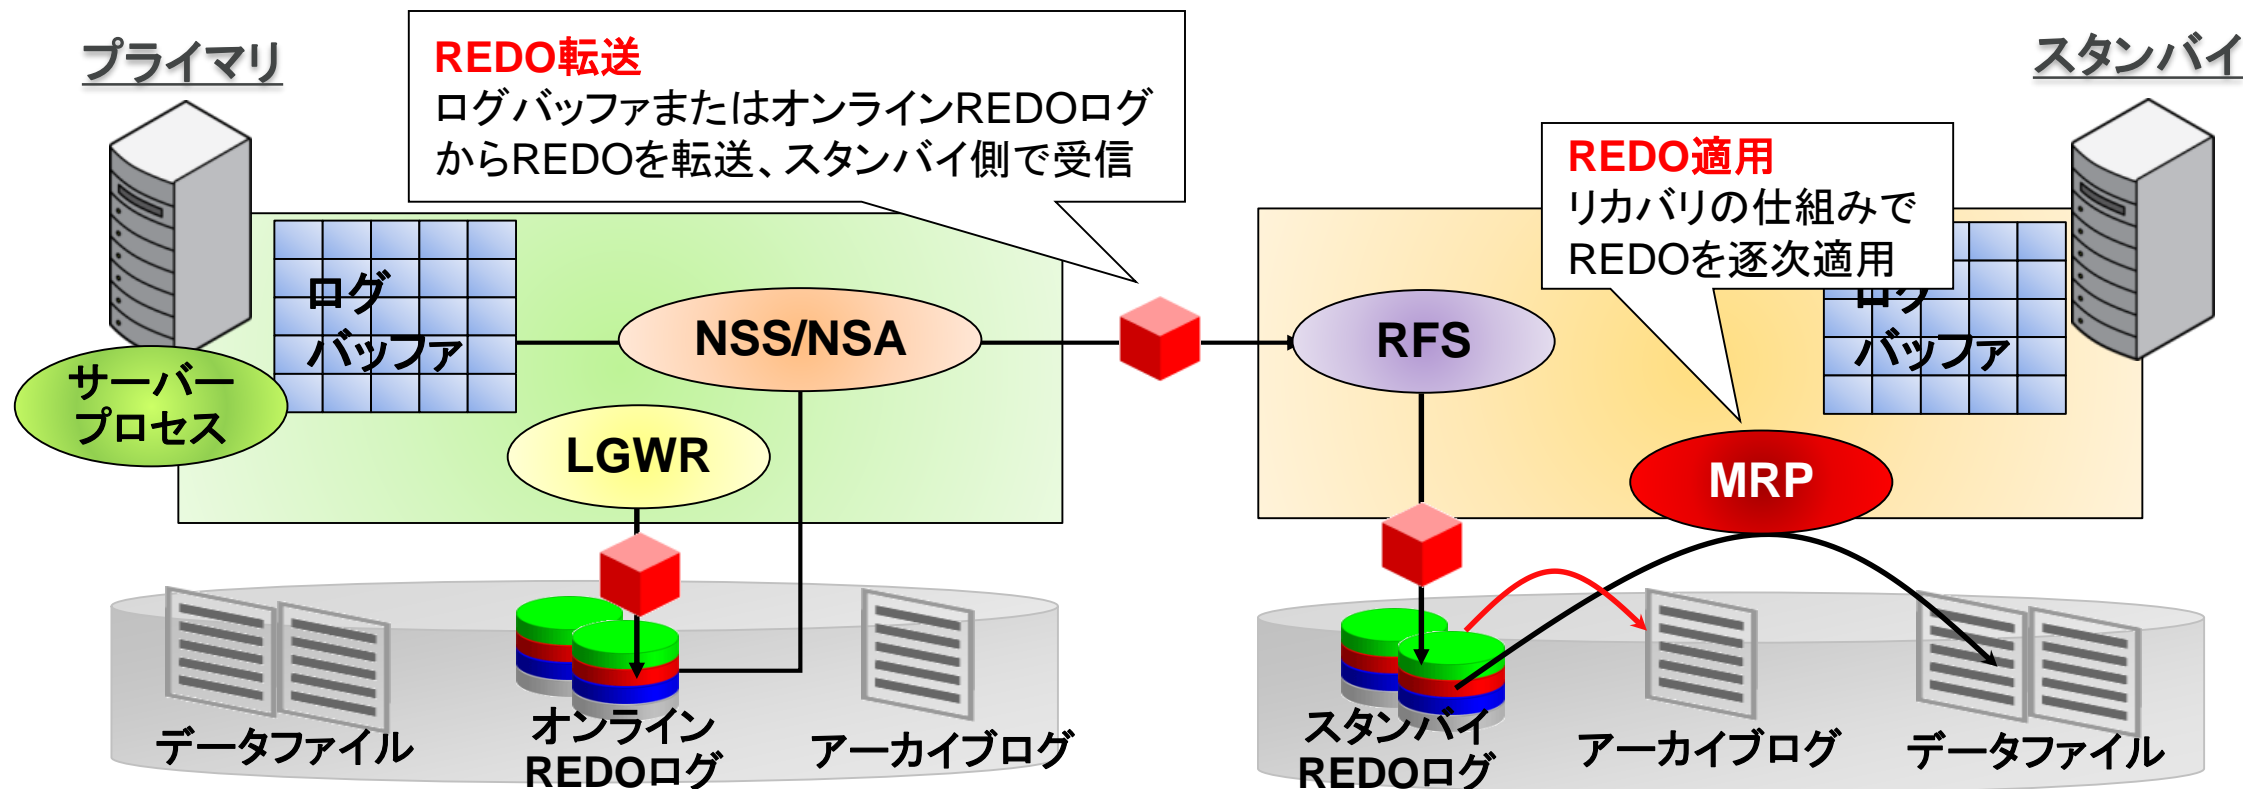 プライマリ
REDO転送
ログバッファまたはオンラインREDOログ
からREDOを転送、スタンバイ側で受信
スタンバイ
REDO適用
リカバリの仕組みで
REDOを逐次適用
ログ
バッファ
NSS/NSA
RFS
ログ
バッファ
サーバー
プロセス
LGWR
MRP
データファイル
オンライン
REDOログ
アーカイブログ
スタンバイ
REDOログ
アーカイブログ
データファイル